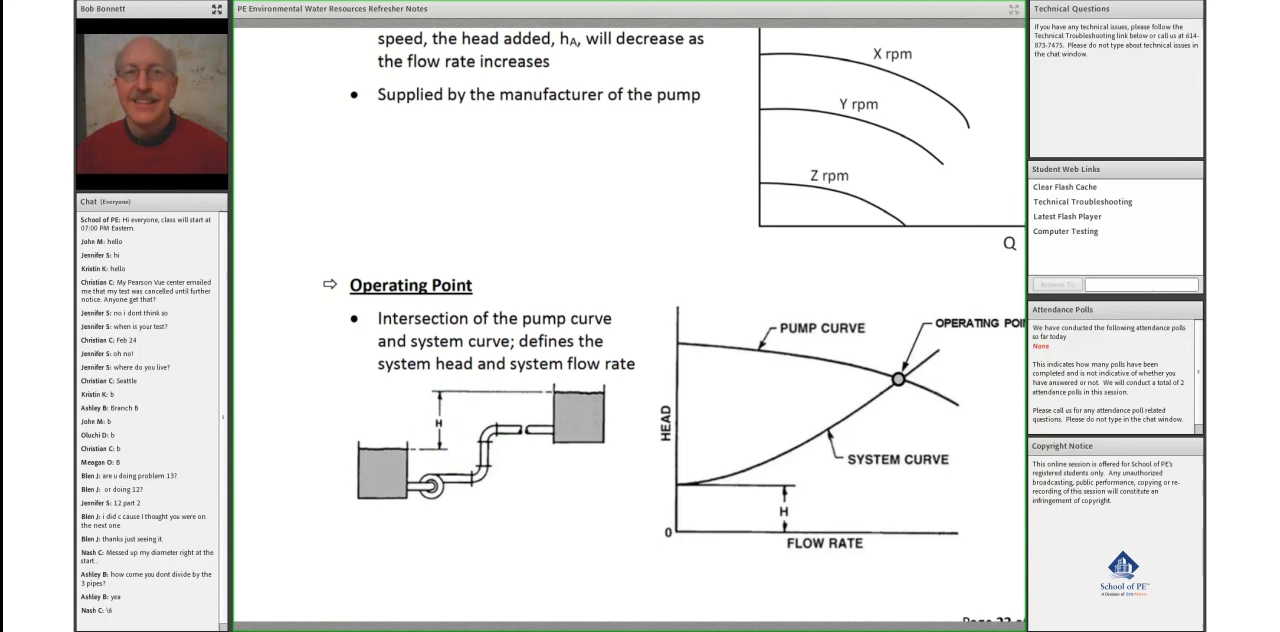 Bob Bonnett
Chat (Everyone)
School of PE: Hi everyone, class will start at
07:00 PM Eastern.
John M: hello
Jennifer S: hi
Kristin K: hello
Christian C: My Pearson Vue center emailed
me that my test was cancelled until further
notice. Anyone get that?
Jennifer S: no i dont think so
Jennifer S: when is your test?
Christian C: Feb 24
Jennifer S: oh no!
Jennifer S: where do you live?
Christian C: Seattle
Kristin K: b
Ashley B: Branch B
John M: b
Oluchi D: b
Christian C: b
Meagan O: B
Blen J: are u doing problem 13?
Blen J: or doing 12?
Jennifer S: 12 part 2
Blen J: i did c cause I thought you were on
the next one
Blen J: thanks just seeing it.
Nash C: Messed up my diameter right at the
start...
Ashley B: how come you dont divide by the
3 pipes?
Ashley B: yea
Nash C: \6
PE Environmental Water Resources Refresher Notes
speed, the head added, hA, will decrease as
the flow rate increases
• Supplied by the manufacturer of the pump
X rpm
Y rpm
Z rpm
Q
⇨ Operating Point
• Intersection of the pump curve
and system curve; defines the
system head and system flow rate
H
PUMP CURVE
OPERATING POI
HEAD
SYSTEM CURVE
H
0
FLOW RATE
Technical Questions
If you have any technical issues, please follow the
Technical Troubleshooting link below or call us at 614-
873-7475. Please do not type about technical issues in
the chat window.
Student Web Links
Clear Flash Cache
Technical Troubleshooting
Latest Flash Player
Computer Testing
Browse To
Attendance Polls
We have conducted the following attendance polls
so far today
None
This indicates how many polls have been
completed and is not indicative of whether you
have answered or not. We will conduct a total of 2
attendance polls in this session.
Please call us for any attendance poll related
questions. Please do not type in the chat window.
Copyright Notice
This online session is offered for School of PE's
registered students only. Any unauthorized
broadcasting, public performance, copying or re-
recording of this session will constitute an
infringement of copyright.
School of PE™
A Division of